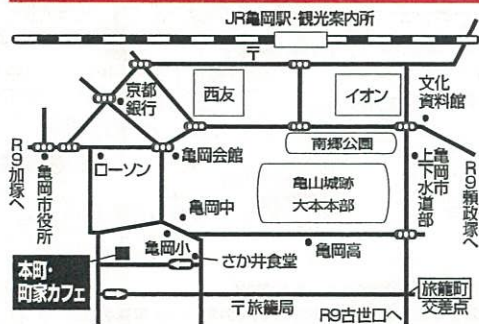 JR亀岡駅・観光案内所
〒
京都
銀行
西友
イオン
文化
資料館
南郷公園
R9加塚へ
亀岡市役所
ローソン
亀岡会館
亀山城跡
大本本部
亀岡市
上下水道部
R9頼政塚へ
亀岡中
亀岡小
さか井食堂
亀岡高
本町・
町家カフェ
〒旅籠局
R9古世口へ
旅籠町
交差点